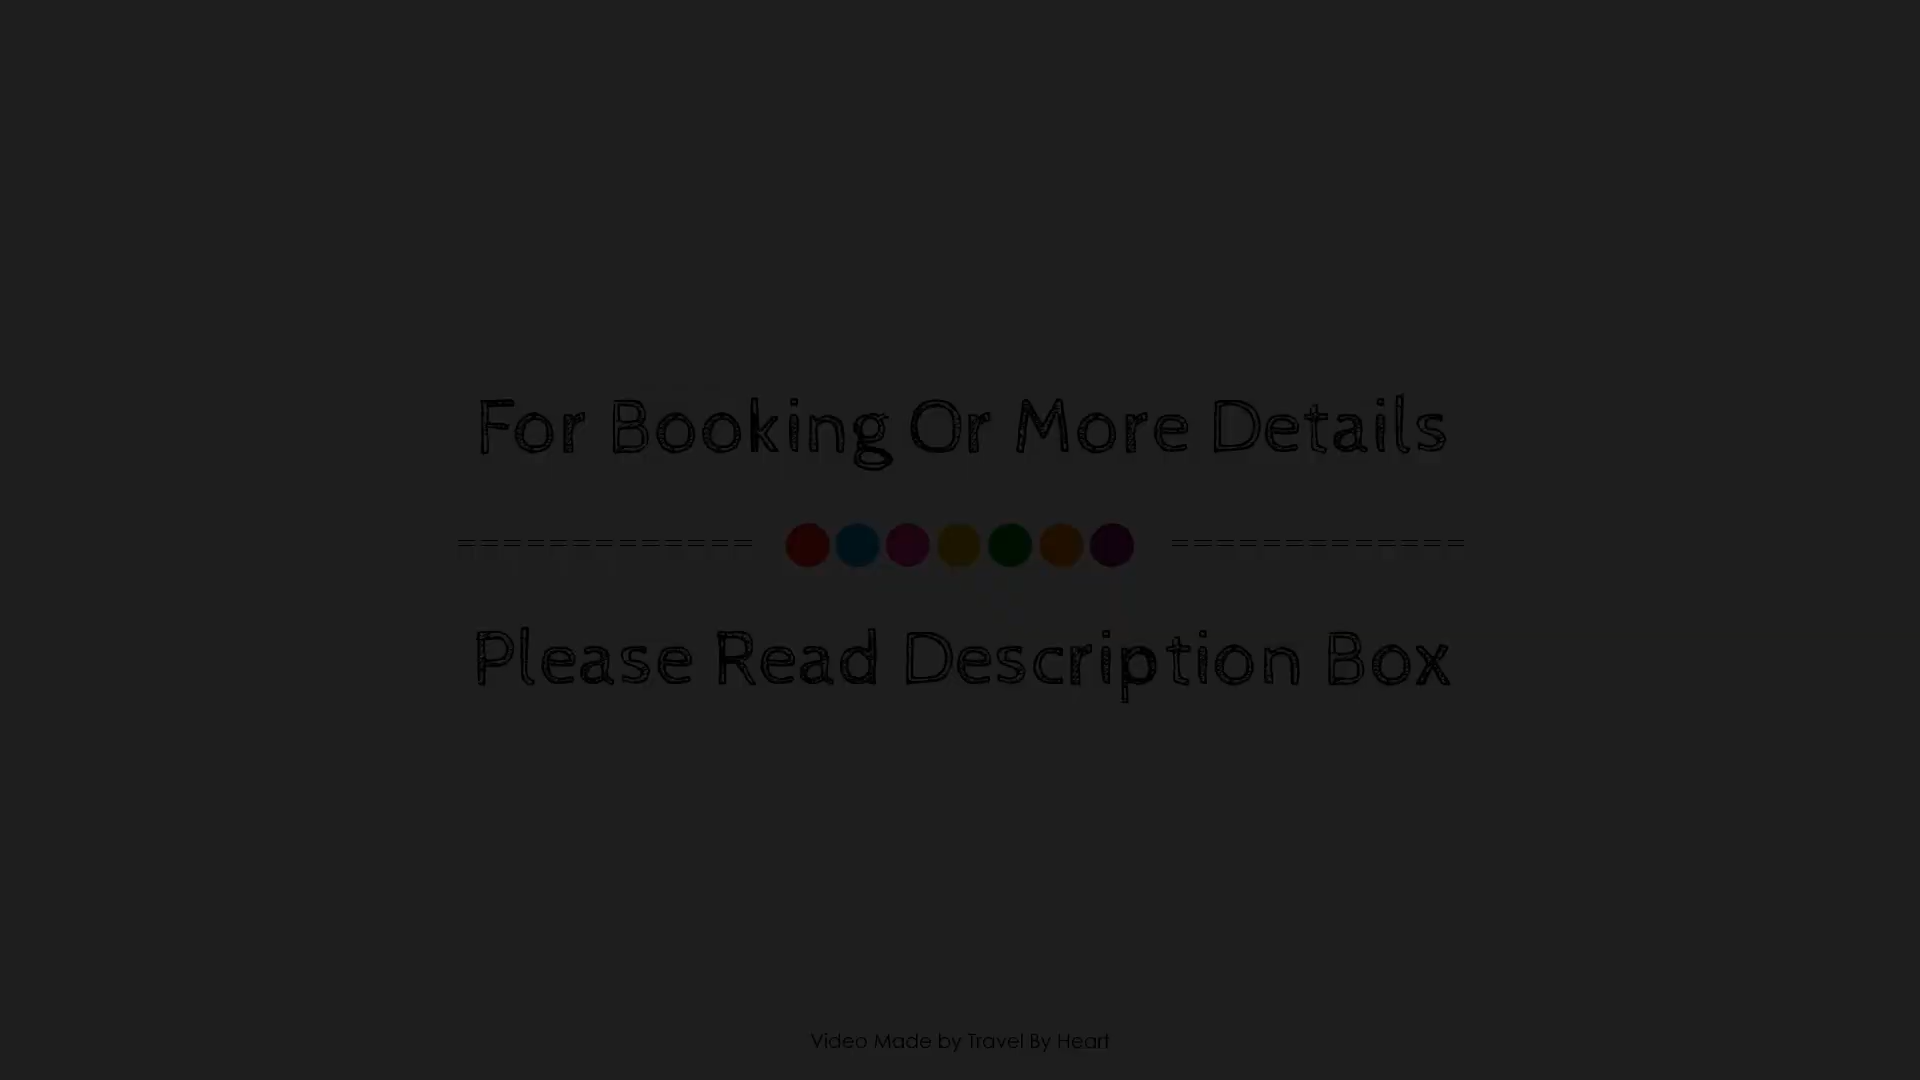 For Booking Or More Details
============= =============
Please Read Description Box
Video Made by Travel By Heart